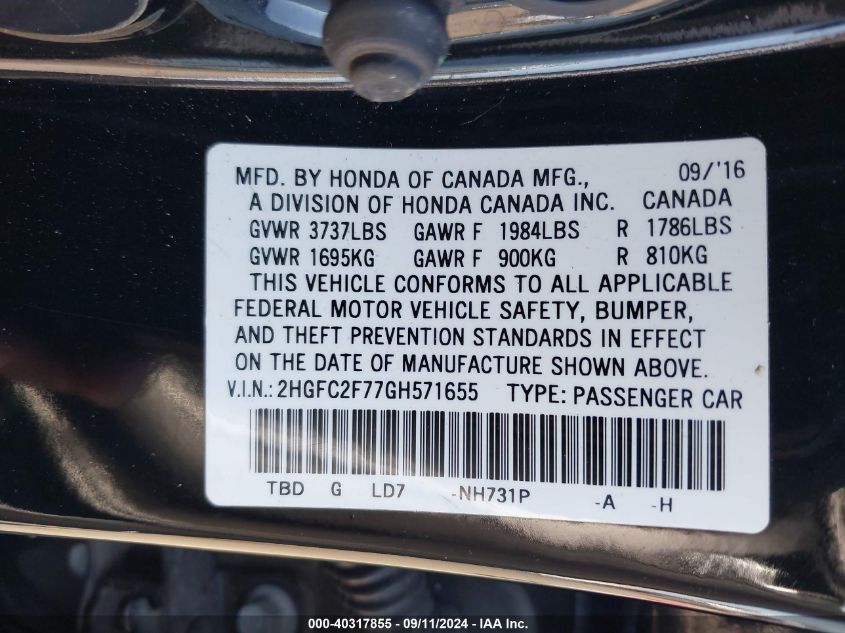 MFD. BY HONDA OF CANADA MFG., 09/'16
A DIVISION OF HONDA CANADA INC. CANADA
GVWR 3737LBS GAWR F 1984LBS R 1786LBS
GVWR 1695KG GAWR F 900KG R 810KG
THIS VEHICLE CONFORMS TO ALL APPLICABLE
FEDERAL MOTOR VEHICLE SAFETY, BUMPER,
AND THEFT PREVENTION STANDARDS IN EFFECT
ON THE DATE OF MANUFACTURE SHOWN ABOVE.
V.I.N.: 2HGFC2F77GH571655 TYPE: PASSENGER CAR
TBD G LD7 -NH731P -A -H
000-40317855 - 09/11/2024 - IAA Inc.